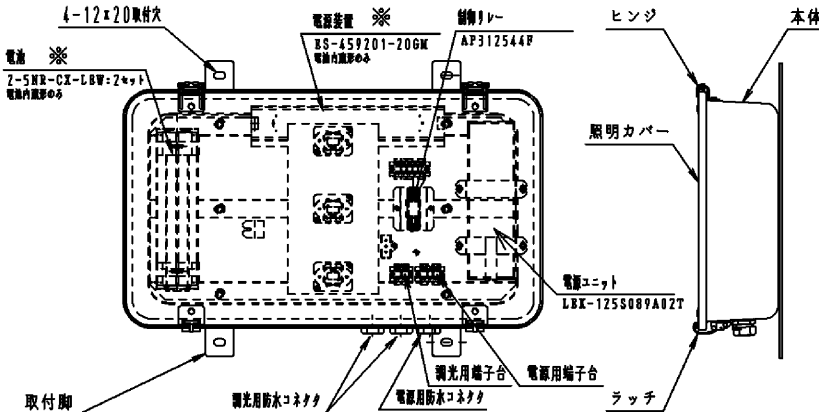 4-12x20取付穴
電源装置 ※
ES-459201-20GM
電池内蔵形のみ
制御リレー
AP312544F
ヒンジ
本体
電池 ※
2-5NR-CX-LEW:2セット
電池内蔵形のみ
照明カバー
電源ユニット
LEK-125S089A02T
調光用端子台
電源用端子台
取付脚
調光用防水コネクタ
電源用防水コネクタ
ラッチ